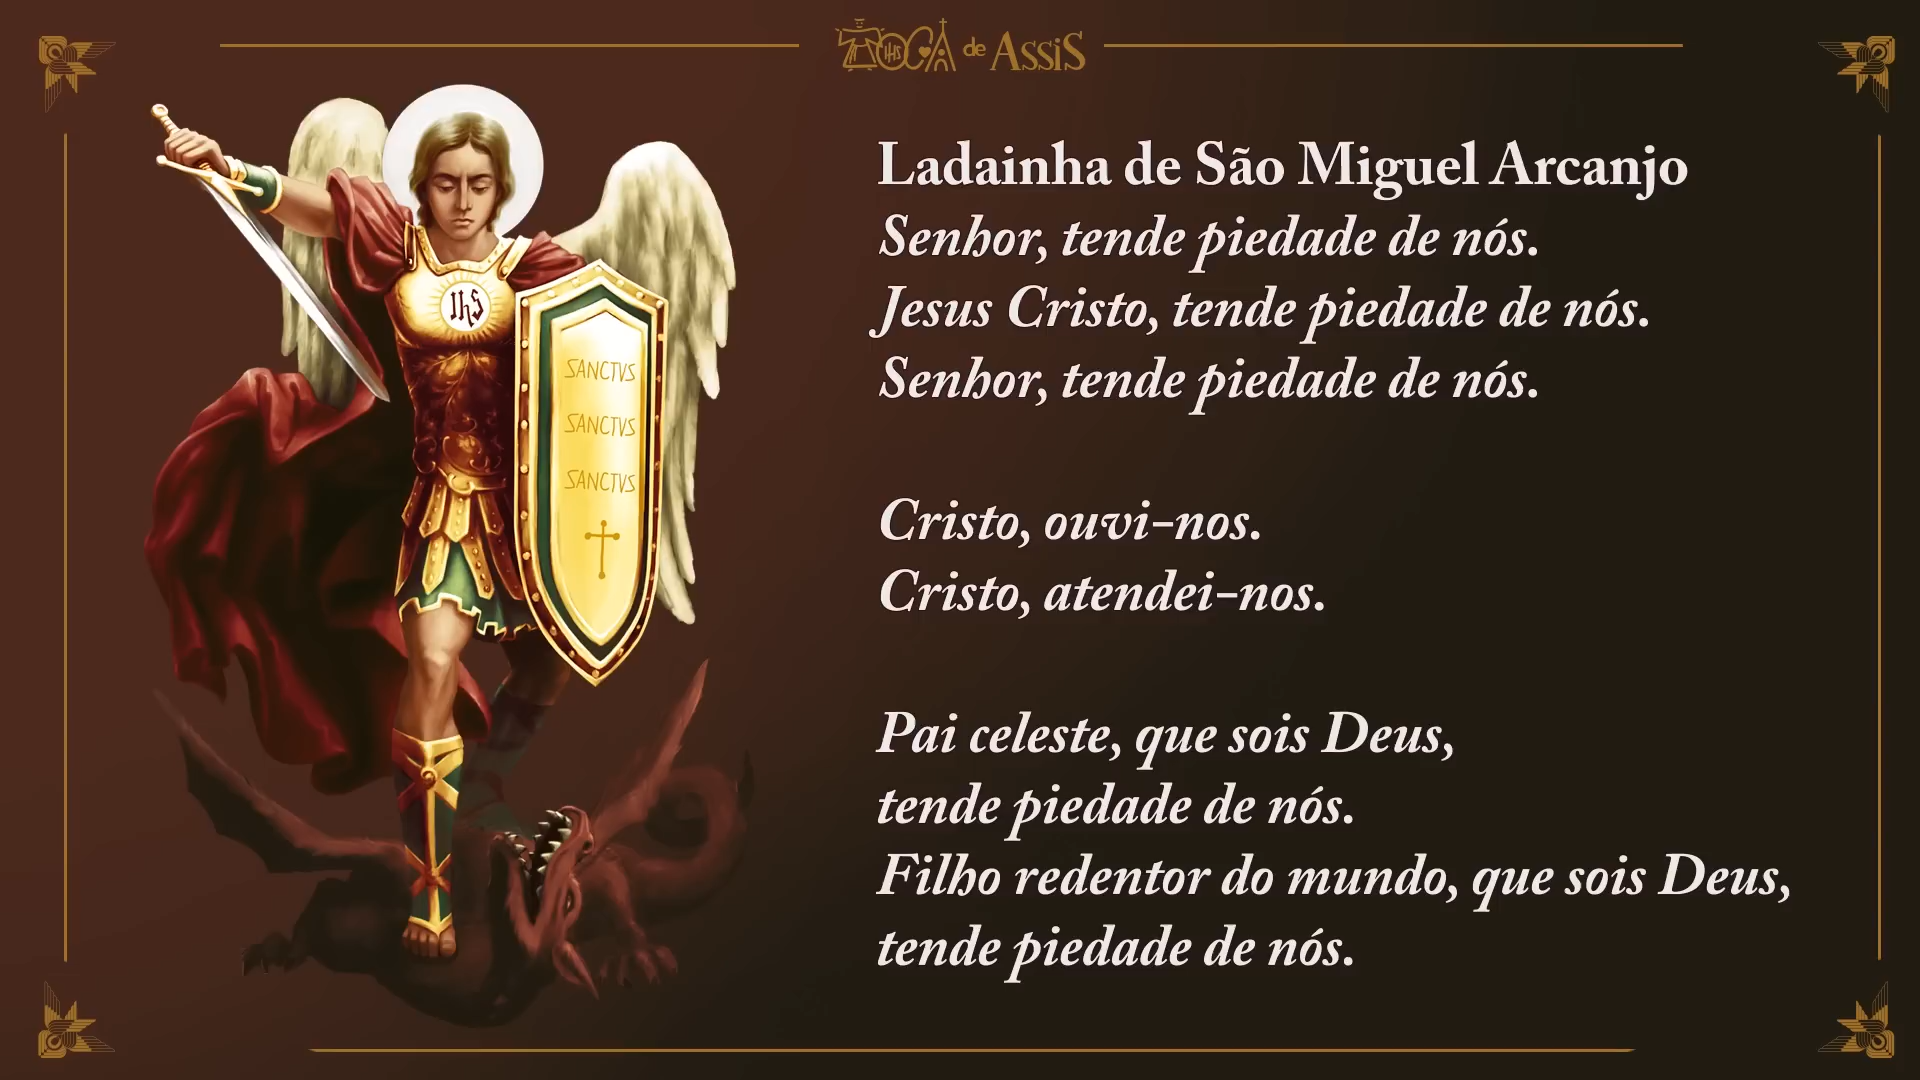 TOCA de ASSIS
IHS
Ladainha de São Miguel Arcanjo
Senhor, tende piedade de nós.
Jesus Cristo, tende piedade de nós.
Senhor, tende piedade de nós.
Cristo, ouvi-nos.
Cristo, atendei-nos.
Pai celeste, que sois Deus,
tende piedade de nós.
Filho redentor do mundo, que sois Deus,
tende piedade de nós.
IhS
SANCTVS
SANCTVS
SANCTVS